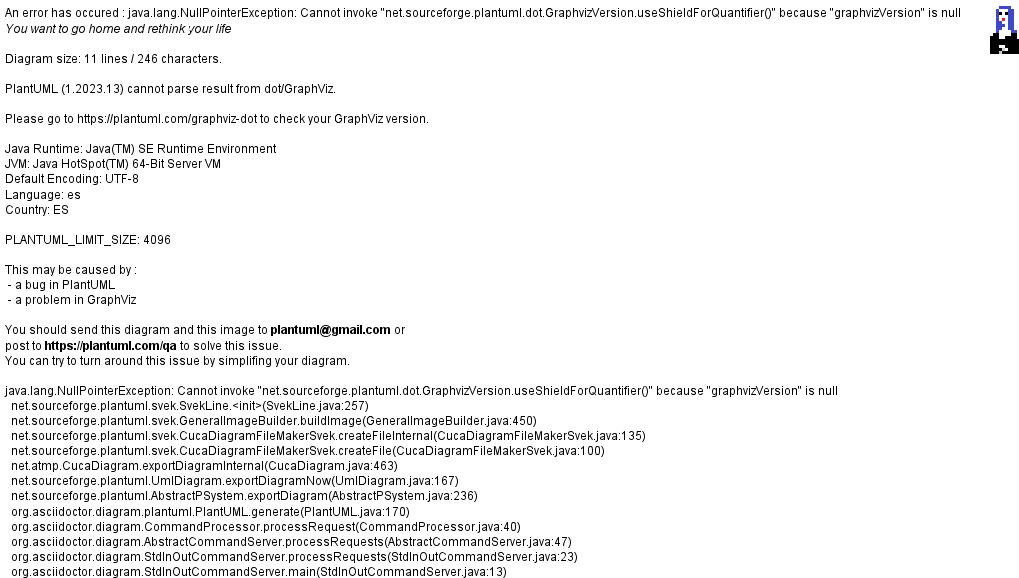 An error has occured : java.lang.NullPointerException: Cannot invoke "net.sourceforge.plantuml.dot.GraphvizVersion.useShieldForQuantifier()" because "graphvizVersion" is null
You want to go home and rethink your life
Diagram size: 11 lines / 246 characters.
PlantUML (1.2023.13) cannot parse result from dot/GraphViz.
Please go to https://plantuml.com/graphviz-dot to check your GraphViz version.
Java Runtime: Java(TM) SE Runtime Environment
JVM: Java HotSpot(TM) 64-Bit Server VM
Default Encoding: UTF-8
Language: es
Country: ES
PLANTUML_LIMIT_SIZE: 4096
This may be caused by :
- a bug in PlantUML
- a problem in GraphViz
You should send this diagram and this image to plantuml@gmail.com or
post to https://plantuml.com/qa to solve this issue.
You can try to turn around this issue by simplifing your diagram.
java.lang.NullPointerException: Cannot invoke "net.sourceforge.plantuml.dot.GraphvizVersion.useShieldForQuantifier()" because "graphvizVersion" is null
net.sourceforge.plantuml.svek.SvekLine.<init>(SvekLine.java:257)
net.sourceforge.plantuml.svek.GeneralImageBuilder.buildImage(GeneralImageBuilder.java:450)
net.sourceforge.plantuml.svek.CucaDiagramFileMakerSvek.createFileInternal(CucaDiagramFileMakerSvek.java:135)
net.sourceforge.plantuml.svek.CucaDiagramFileMakerSvek.createFile(CucaDiagramFileMakerSvek.java:100)
net.atmp.CucaDiagram.exportDiagramInternal(CucaDiagram.java:463)
net.sourceforge.plantuml.UmlDiagram.exportDiagramNow(UmlDiagram.java:167)
net.sourceforge.plantuml.AbstractPSystem.exportDiagram(AbstractPSystem.java:236)
org.asciidoctor.diagram.plantuml.PlantUML.generate(PlantUML.java:170)
org.asciidoctor.diagram.CommandProcessor.processRequest(CommandProcessor.java:40)
org.asciidoctor.diagram.AbstractCommandServer.processRequests(AbstractCommandServer.java:47)
org.asciidoctor.diagram.StdInOutCommandServer.processRequests(StdInOutCommandServer.java:23)
org.asciidoctor.diagram.StdInOutCommandServer.main(StdInOutCommandServer.java:13)